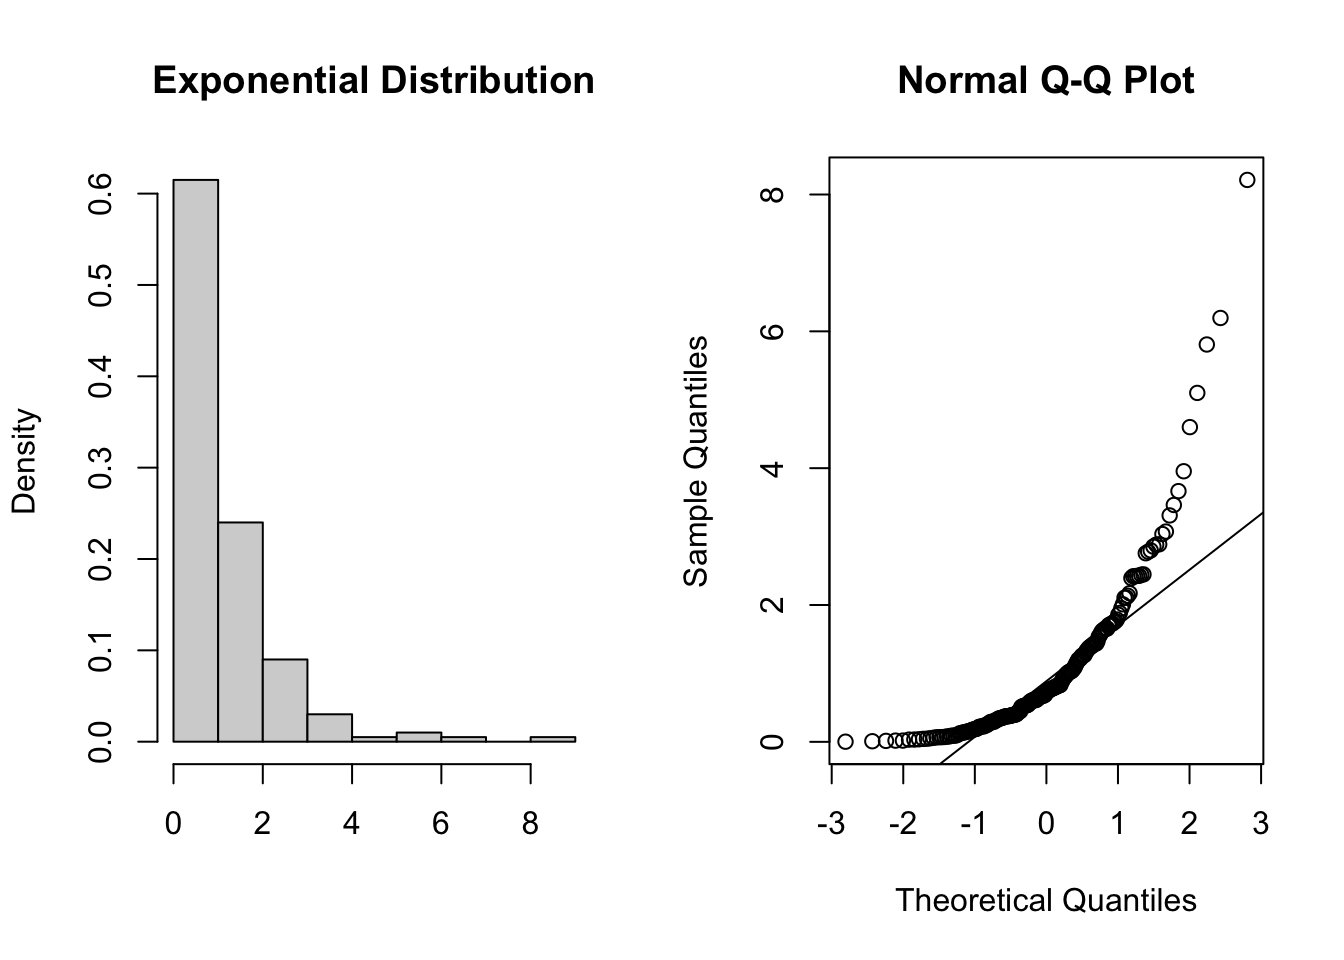 Exponential Distribution
Density
0.0 0.1 0.2 0.3 0.4 0.5 0.6
0 2 4 6 8
Normal Q-Q Plot
Sample Quantiles
0 2 4 6 8
-3 -2 -1 0 1 2 3
Theoretical Quantiles